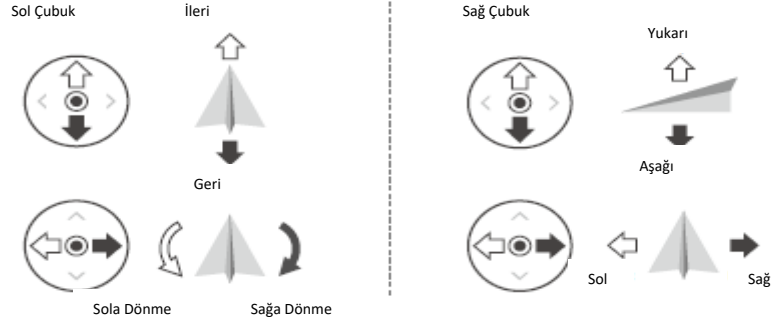 Sol Çubuk
İleri
Geri
Sola Dönme
Sağa Dönme
Sağ Çubuk
Yukarı
Aşağı
Sol
Sağ